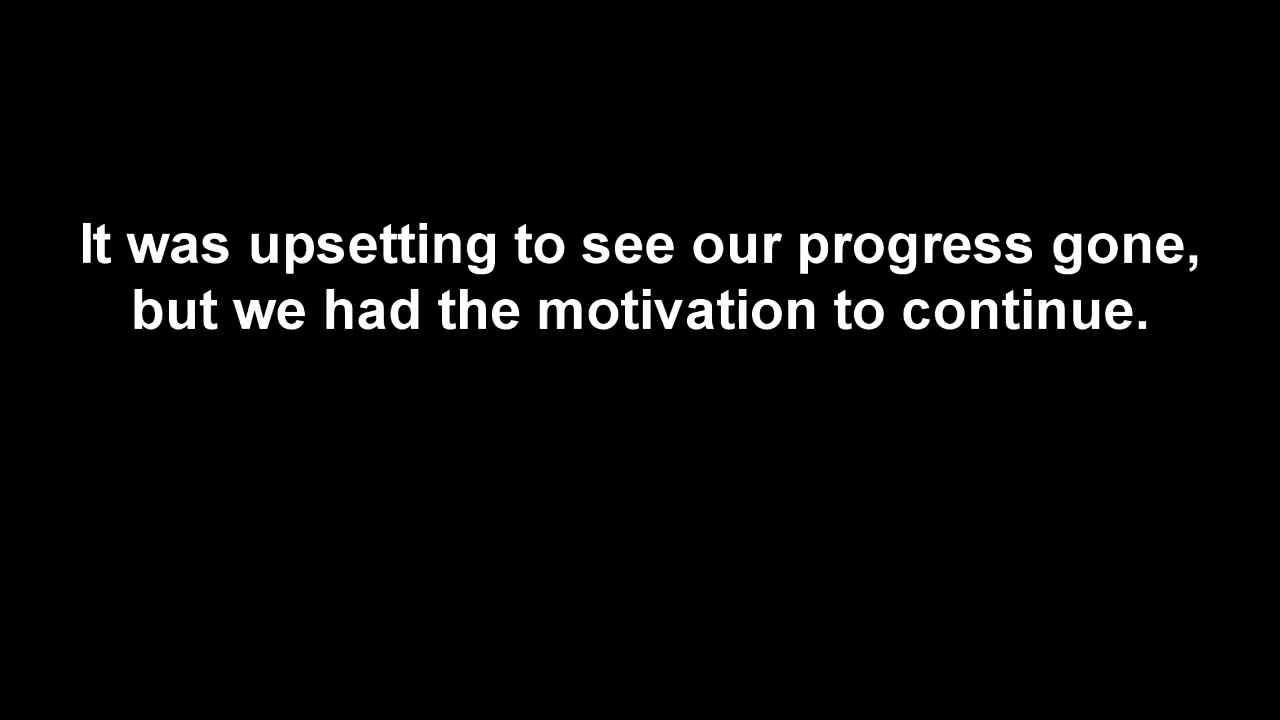 It was upsetting to see our progress gone,
but we had the motivation to continue.